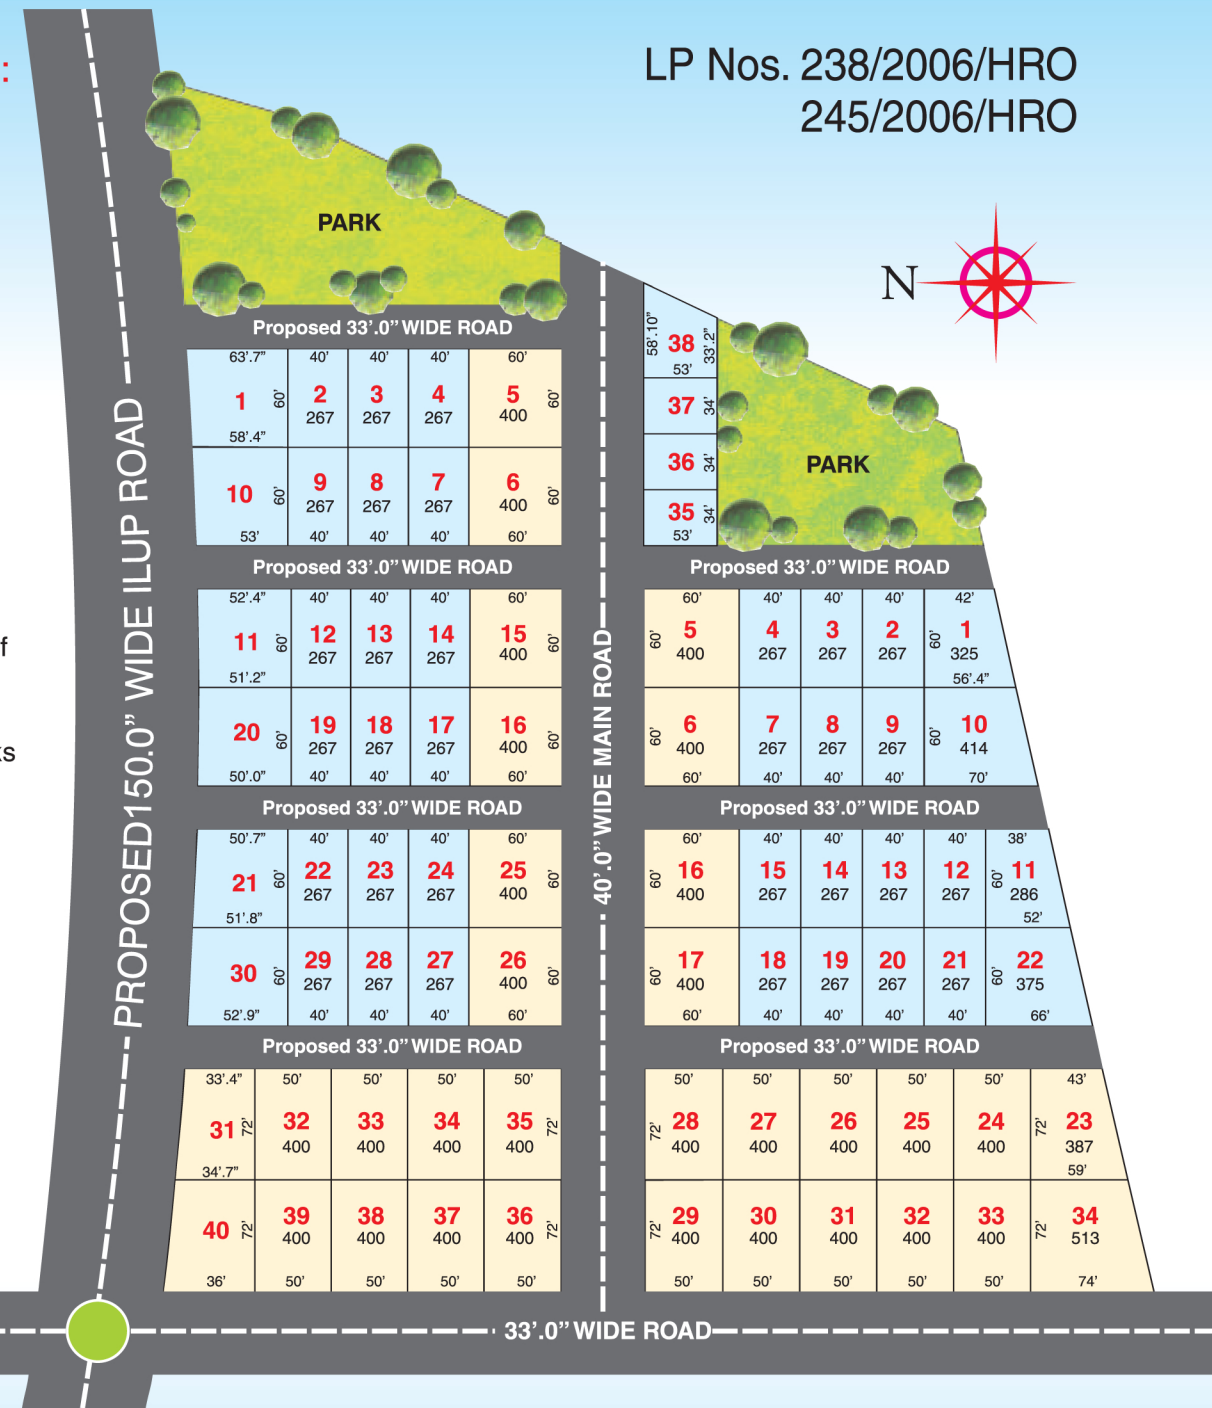 :
LP Nos. 238/2006/HRO
245/2006/HRO
N
PARK
Proposed 33'.0" WIDE ROAD
63'.7" 40' 40' 40' 60'
1 60' 2 3 4 5 60'
267 267 267 400
58'.4"
10 60' 9 8 7 6 60'
267 267 267 400
53' 40' 40' 40' 60'
58'.10" 38 33'.2"
53'
37 34'
36 34'
35 34'
53'
PARK
Proposed 33'.0" WIDE ROAD
52'.4" 40' 40' 40' 60'
11 60' 12 13 14 15 60'
267 267 267 400
51'.2"
20 60' 19 18 17 16 60'
267 267 267 400
50'.0" 40' 40' 40' 60'
Proposed 33'.0" WIDE ROAD
60' 40' 40' 40' 42'
60' 5 4 3 2 60' 1
400 267 267 267 325
56'.4"
60' 6 7 8 9 60' 10
400 267 267 267 414
60' 40' 40' 40' 70'
f
ks
PROPOSED150.0" WIDE ILUP ROAD
40'.0" WIDE MAIN ROAD
Proposed 33'.0" WIDE ROAD
50'.7" 40' 40' 40' 60'
21 60' 22 23 24 25 60'
267 267 267 400
51'.8"
30 60' 29 28 27 26 60'
267 267 267 400
52'.9" 40' 40' 40' 60'
Proposed 33'.0" WIDE ROAD
60' 40' 40' 40' 40' 38'
60' 16 15 14 13 12 60' 11
400 267 267 267 267 286
52'
60' 17 18 19 20 21 60' 22
400 267 267 267 267 375
60' 40' 40' 40' 40' 66'
Proposed 33'.0" WIDE ROAD
33'.4" 50' 50' 50' 50'
31 72' 32 33 34 35 72'
400 400 400 400
34'.7"
40 72' 39 38 37 36 72'
400 400 400 400
36' 50' 50' 50' 50'
Proposed 33'.0" WIDE ROAD
50' 50' 50' 50' 50' 43'
72' 28 27 26 25 24 72' 23
400 400 400 400 400 387
59'
72' 29 30 31 32 33 72' 34
400 400 400 400 400 513
50' 50' 50' 50' 50' 74'
33'.0" WIDE ROAD